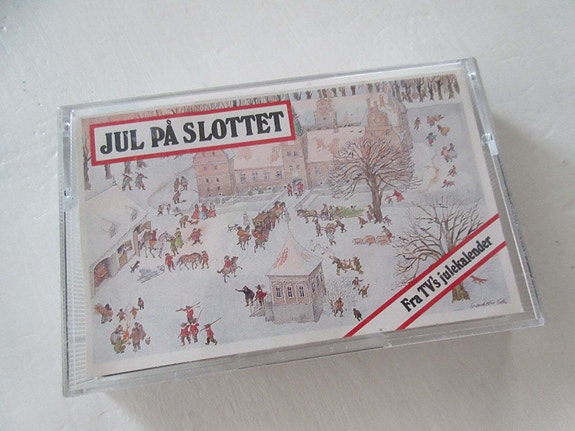 JUL PÅ SLOTTET
Fra TV's julekalender